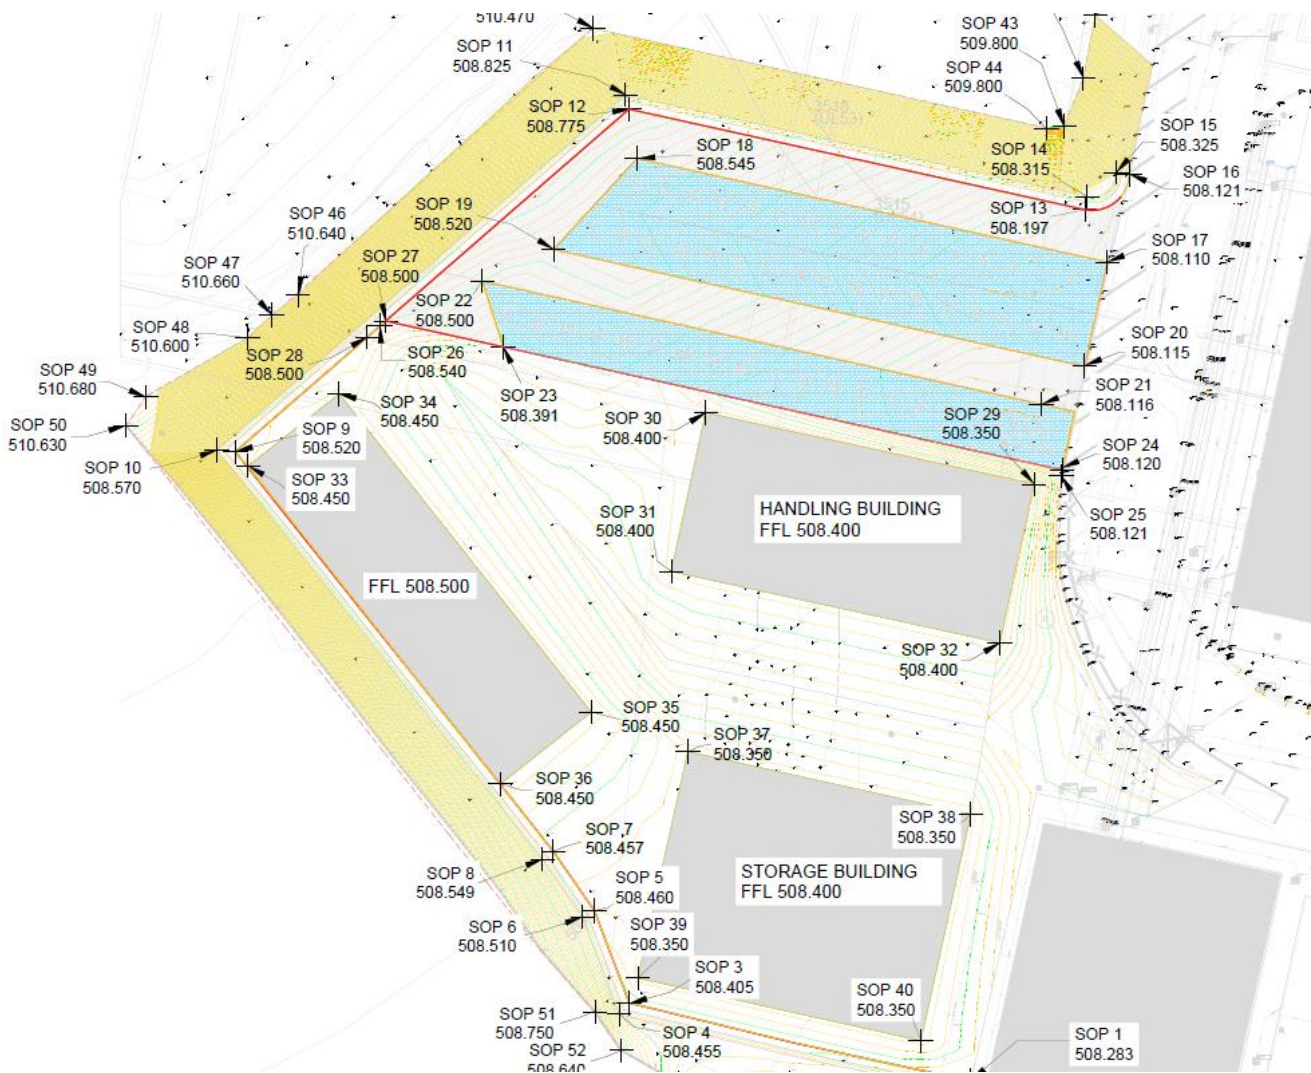 510.470
SOP 11
508.825
SOP 12
508.775
SOP 43
509.800
SOP 44
509.800
SOP 14
508.315
SOP 15
508.325
SOP 16
508.121
SOP 13
508.197
SOP 18
508.545
SOP 19
508.520
SOP 17
508.110
SOP 46
510.640
SOP 27
508.500
SOP 47
510.660
SOP 22
508.500
SOP 48
510.600
SOP 28
508.500
SOP 26
508.540
SOP 20
508.115
SOP 21
508.116
SOP 49
510.680
SOP 23
508.391
SOP 34
508.450
SOP 30
508.400
SOP 29
508.350
SOP 50
510.630
SOP 9
508.520
SOP 10
508.570
SOP 33
508.450
SOP 24
508.120
SOP 25
508.121
SOP 31
508.400
HANDLING BUILDING
FFL 508.400
FFL 508.500
SOP 32
508.400
SOP 35
508.450
SOP 37
508.350
SOP 36
508.450
SOP 38
508.350
SOP 7
508.457
SOP 8
508.549
STORAGE BUILDING
FFL 508.400
SOP 5
508.460
SOP 6
508.510
SOP 39
508.350
SOP 3
508.405
SOP 40
508.350
SOP 51
508.750
SOP 4
508.455
SOP 1
508.283
SOP 52
508.640